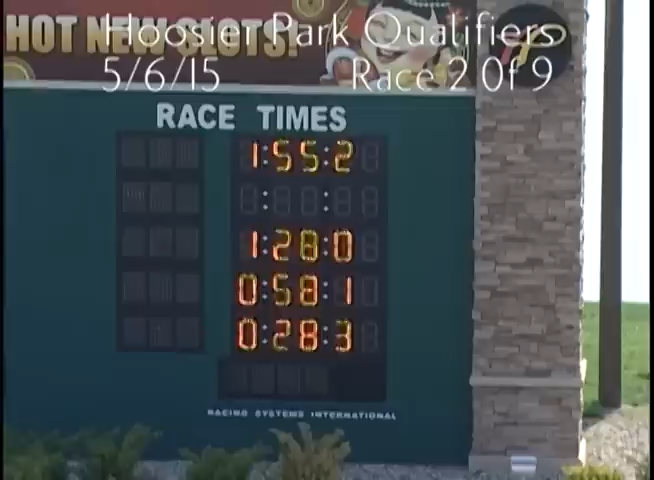 HOT NEW SLOTS!
Hoosier Park Qualifiers
5/6/15 Race 2 Of 9
RACE TIMES
1:55:2
: :
1:28:0
0:58:1
0:28:3
RACING SYSTEMS INTERNATIONAL